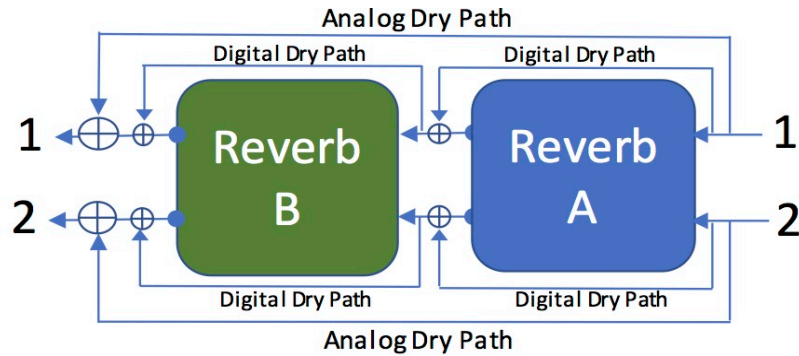 Analog Dry Path
Digital Dry Path
Digital Dry Path
1
Reverb
B
Reverb
A
1
2
2
Digital Dry Path
Digital Dry Path
Analog Dry Path